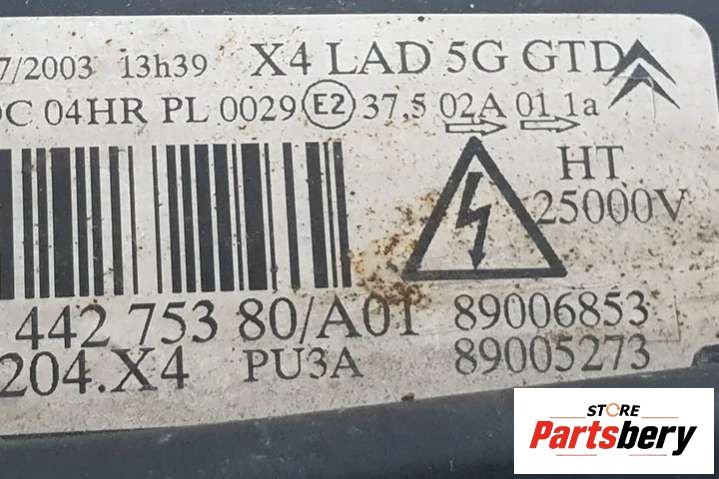 7/2003 13h39 X4 LAD 5G GTD
DC 04HR PL 0029 E2 37,5 02A 01 1a
HT
25000V
442 753 80/A01 89006853
204.X4 PU3A 89005273
STORE
Partsbery